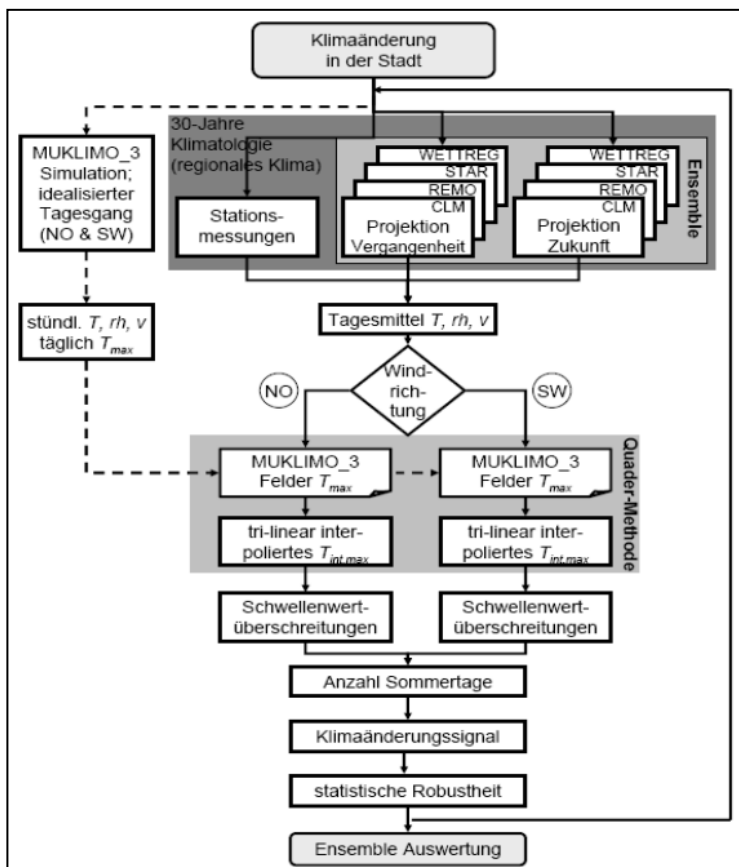 Klimaänderung
in der Stadt
MUKLIMO_3
Simulation;
idealisierter
Tagesgang
(NO & SW)
30-Jahre
Klimatologie
(regionales Klima)
Stations-
messungen
WETTREG
STAR
REMO
CLM
Projektion
Vergangenheit
WETTREG
STAR
REMO
CLM
Projektion
Zukunft
Ensemble
stündl. T, rh, v
täglich Tmax
Tagesmittel T, rh, v
Wind-
rich-
tung
NO
SW
MUKLIMO_3
Felder Tmax
MUKLIMO_3
Felder Tmax
tri-linear inter-
poliertes Tint,max
tri-linear inter-
poliertes Tint,max
Quader-Methode
Schwellenwert-
überschreitungen
Schwellenwert-
überschreitungen
Anzahl Sommertage
Klimaänderungssignal
statistische Robustheit
Ensemble Auswertung